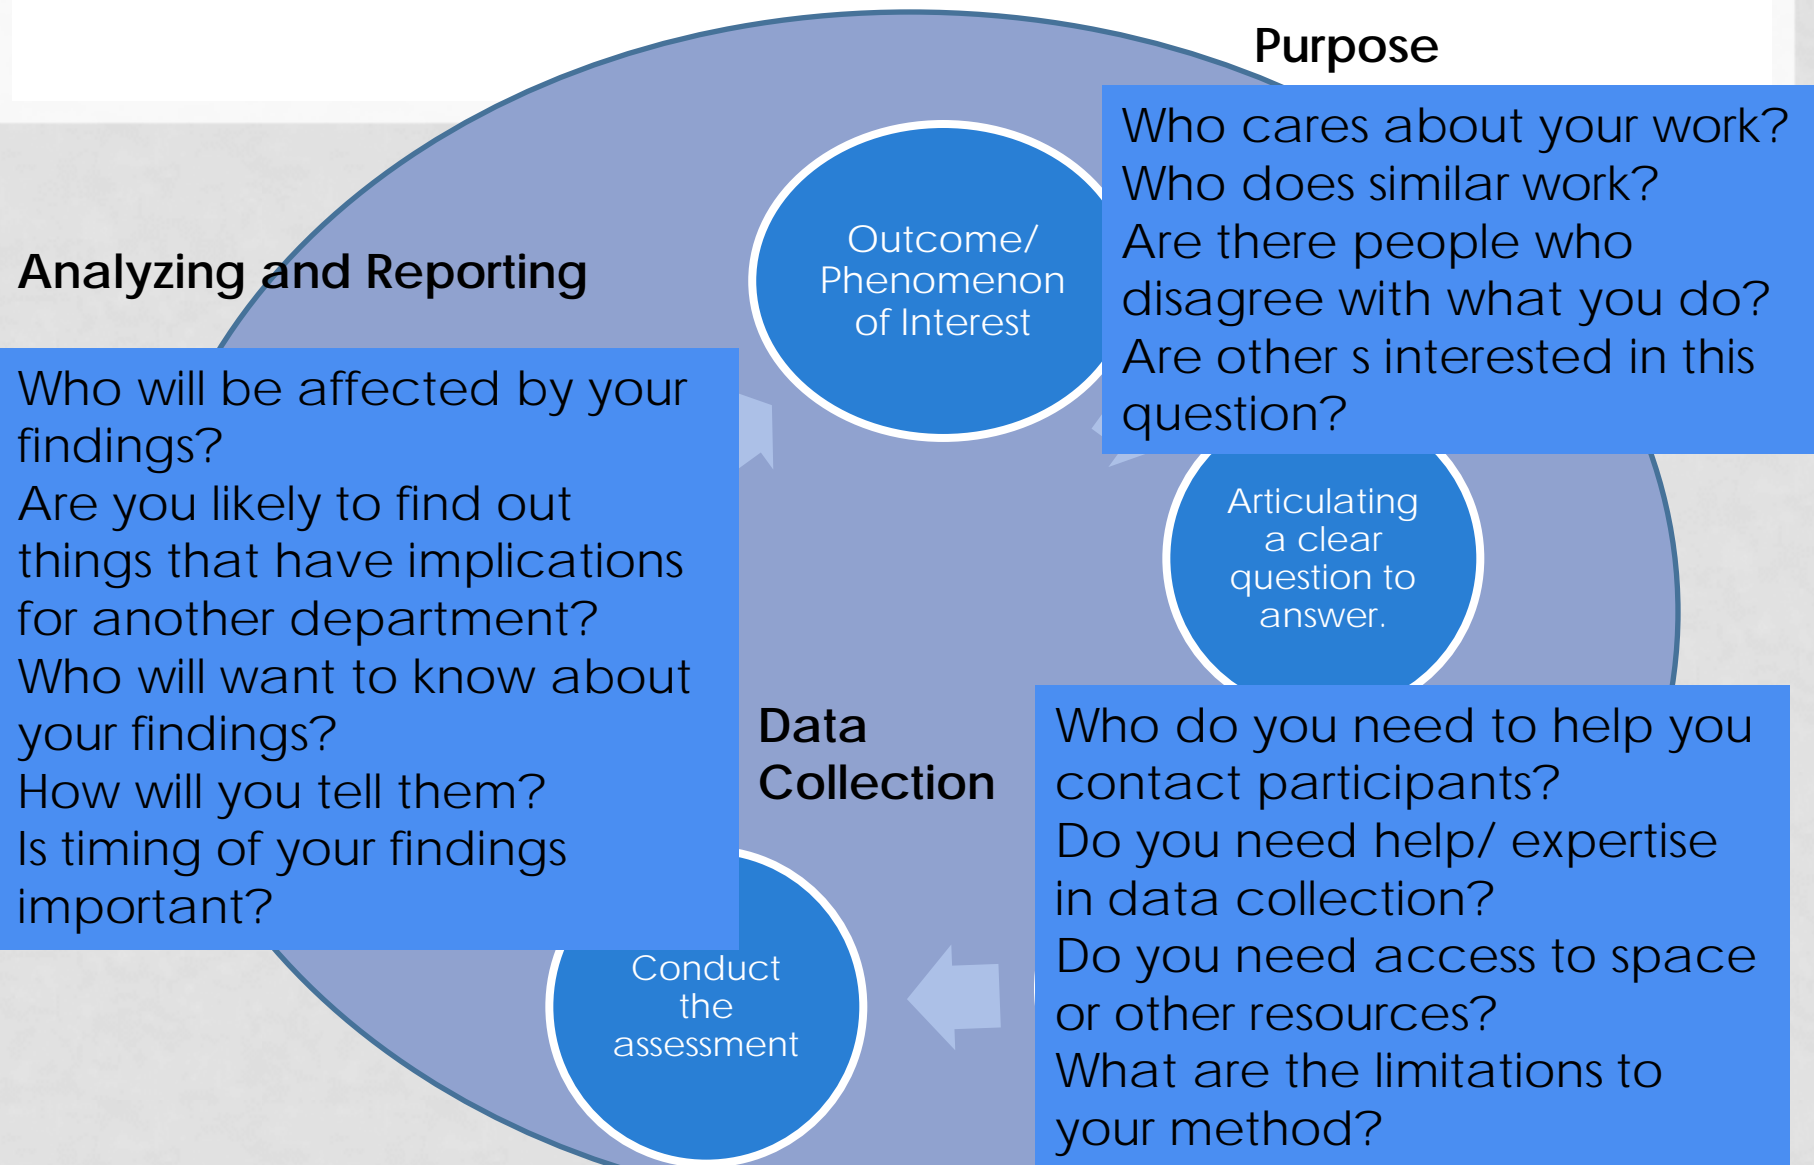 Purpose
Who cares about your work?
Who does similar work?
Are there people who
disagree with what you do?
Are other s interested in this
question?
Outcome/
Phenomenon
of Interest
Analyzing and Reporting
Who will be affected by your
findings?
Are you likely to find out
things that have implications
for another department?
Who will want to know about
your findings?
How will you tell them?
Is timing of your findings
important?
Articulating
a clear
question to
answer.
Data
Collection
Who do you need to help you
contact participants?
Do you need help/ expertise
in data collection?
Do you need access to space
or other resources?
What are the limitations to
your method?
Conduct
the
assessment